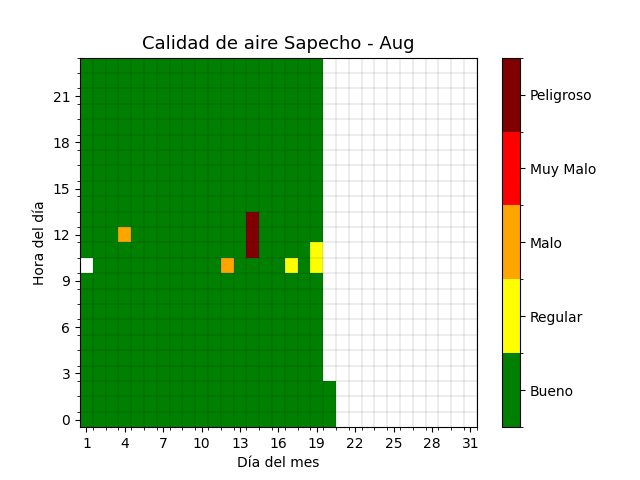 Calidad de aire Sapecho - Aug
Hora del día
21
18
15
12
9
6
3
0
1 4 7 10 13 16 19 22 25 28 31
Día del mes
Peligroso
Muy Malo
Malo
Regular
Bueno